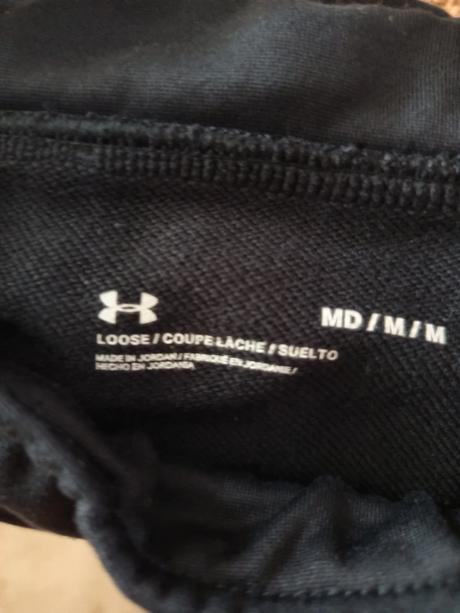 MD / M / M
LOOSE / COUPE LACHE / SUELTO
MADE IN JORDAN / FABRIQUÉ EN JORDANIE /
HECHO EN JORDANIA